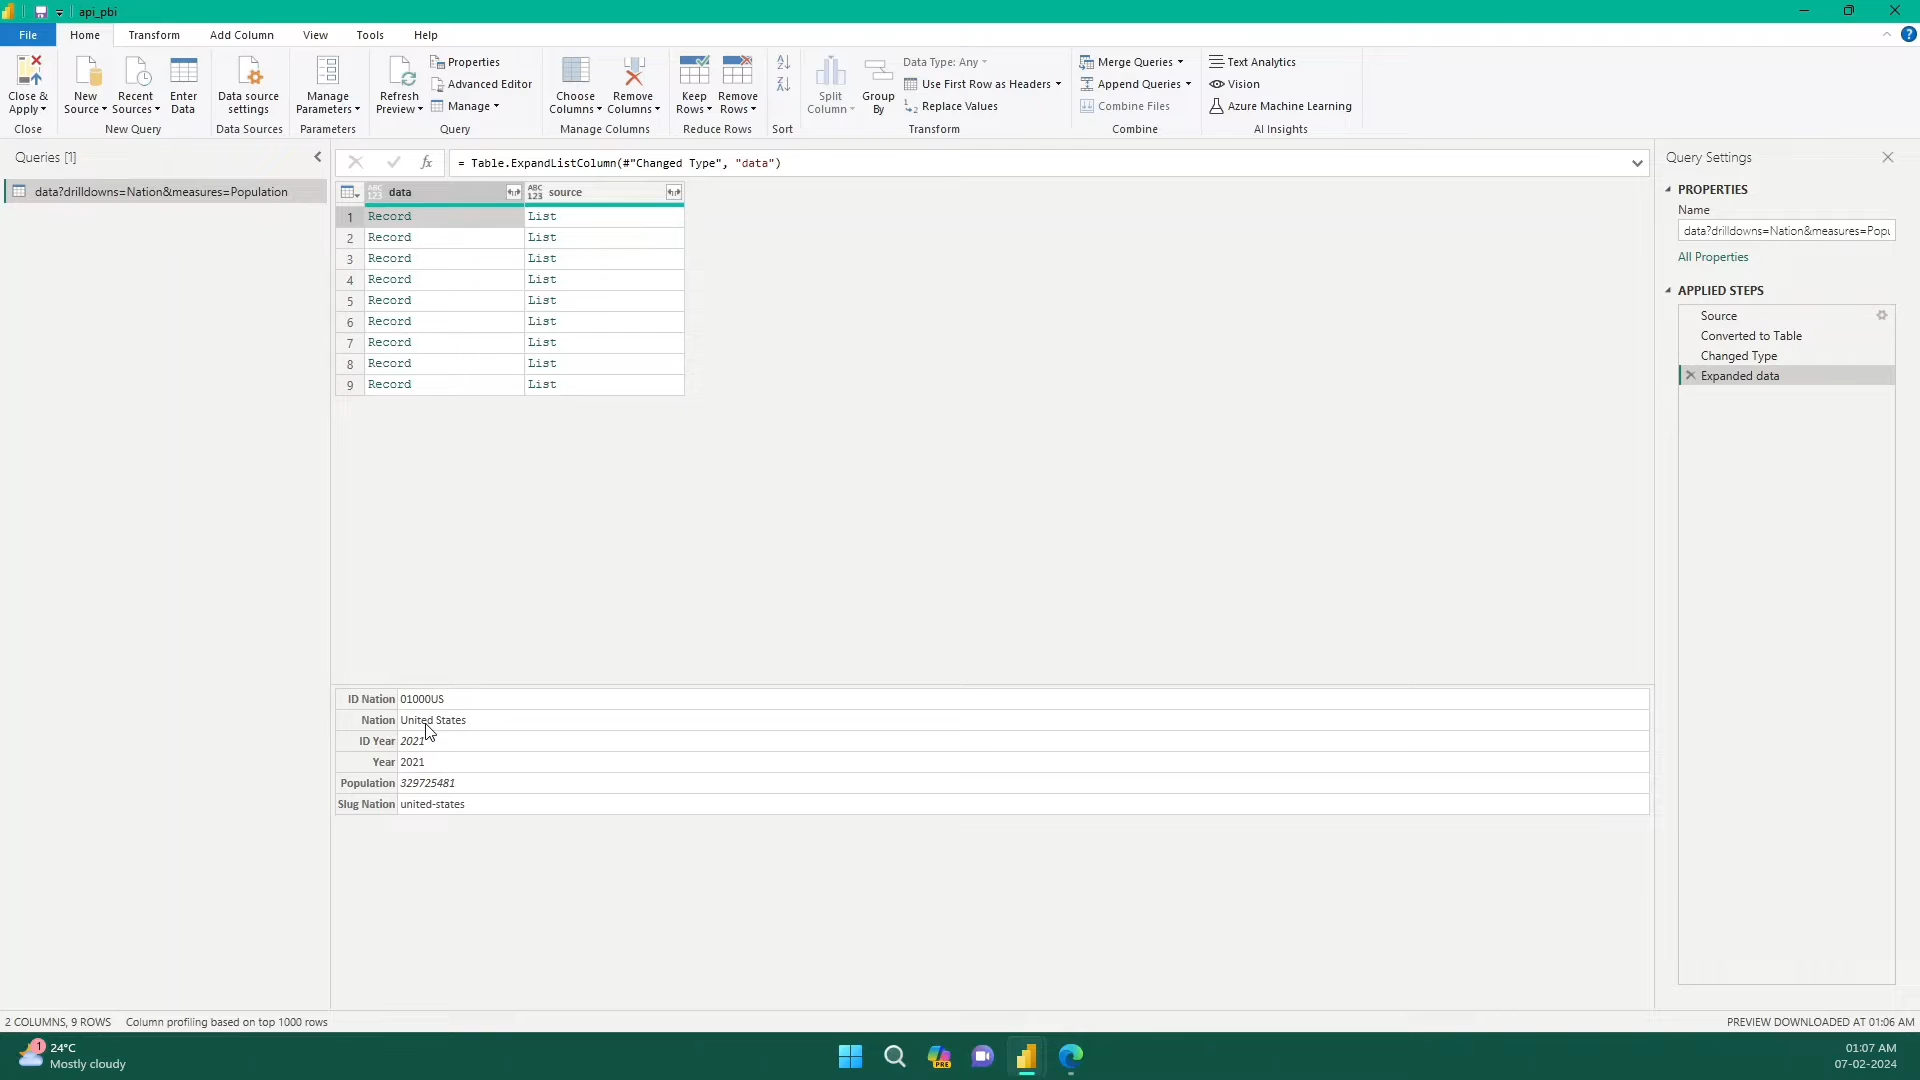 api_pbi
File Home Transform Add Column View Tools Help
Close & Apply
New Source
Recent Sources
Enter Data
Data source settings
Manage Parameters
Refresh Preview
Properties
Advanced Editor
Manage
Choose Columns
Remove Columns
Keep Rows
Remove Rows
Split Column
Group By
Data Type: Any
Use First Row as Headers
Replace Values
Merge Queries
Append Queries
Combine Files
Text Analytics
Vision
Azure Machine Learning
Close New Query Data Sources Parameters Query Manage Columns Reduce Rows Sort Transform Combine AI Insights
Queries [1]
data?drilldowns=Nation&measures=Population
fx = Table.ExpandListColumn(#"Changed Type", "data")
ABC 123 data ABC 123 source
1 Record List
2 Record List
3 Record List
4 Record List
5 Record List
6 Record List
7 Record List
8 Record List
9 Record List
ID Nation 01000US
Nation United States
ID Year 2021
Year 2021
Population 329725481
Slug Nation united-states
Query Settings
PROPERTIES
Name
data?drilldowns=Nation&measures=Popu
All Properties
APPLIED STEPS
Source
Converted to Table
Changed Type
Expanded data
2 COLUMNS, 9 ROWS Column profiling based on top 1000 rows
PREVIEW DOWNLOADED AT 01:06 AM
1
24°C
Mostly cloudy
PRE
01:07 AM
07-02-2024